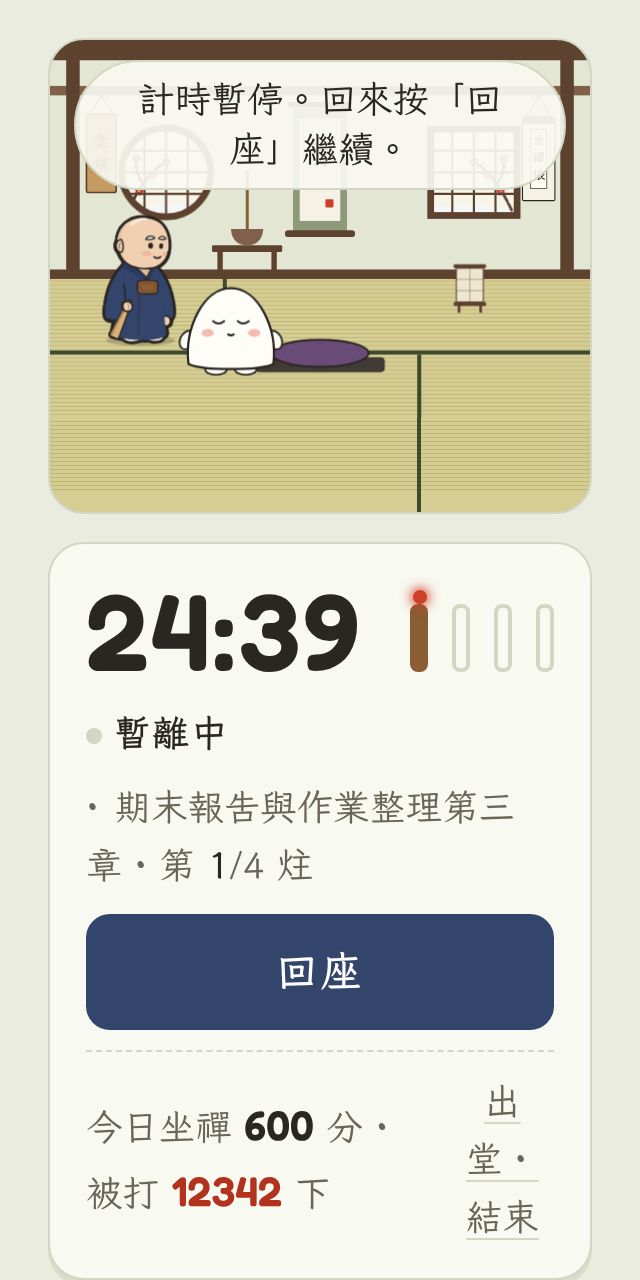 計時暫停。回來按「回
座」繼續。
24:39
暫離中
· 期末報告與作業整理第三
章·第 1/4 炷
回座
今日坐禪 600 分·
被打 12342 下
出
堂·
結束